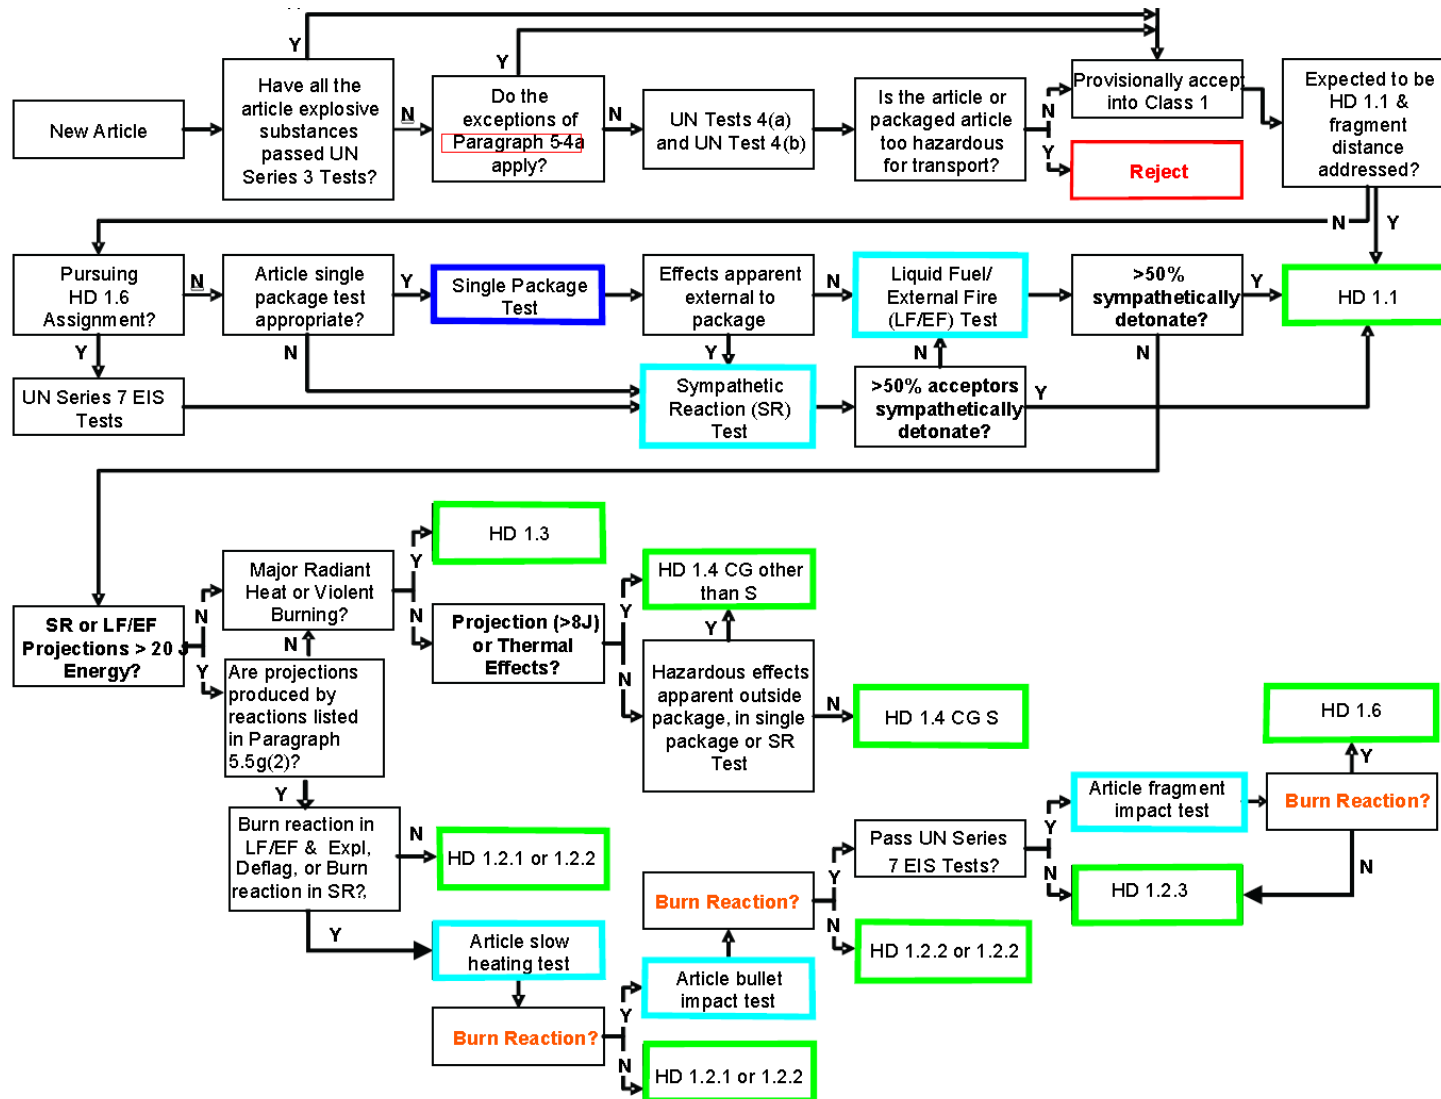 Y
Y
New Article
Have all the
article explosive
substances
passed UN
Series 3 Tests?
N
Do the
exceptions of
Paragraph 5-4a
apply?
N
UN Tests 4(a)
and UN Test 4(b)
Is the article or
packaged article
too hazardous
for transport?
N
Y
Provisionally accept
into Class 1
Reject
Expected to be
HD 1.1 &
fragment
distance
addressed?
N
Y
Pursuing
HD 1.6
Assignment?
N
Article single
package test
appropriate?
Y
Single Package
Test
Effects apparent
external to
package
N
Liquid Fuel/
External Fire
(LF/EF) Test
>50%
sympathetically
detonate?
Y
HD 1.1
Y
N
Y
N
N
UN Series 7 EIS
Tests
Sympathetic
Reaction (SR)
Test
>50% acceptors
sympathetically
detonate?
Y
HD 1.3
Y
Major Radiant
Heat or Violent
Burning?
N
HD 1.4 CG other
than S
Y
SR or LF/EF
Projections > 20 J
Energy?
N
Y
N
Projection (>8J)
or Thermal
Effects?
N
Y
Are projections
produced by
reactions listed
in Paragraph
5.5g(2)?
Hazardous effects
apparent outside
package, in single
package or SR
Test
N
HD 1.4 CG S
HD 1.6
Y
Y
Burn reaction in
LF/EF & Expl,
Deflag, or Burn
reaction in SR?,
N
HD 1.2.1 or 1.2.2
Pass UN Series
7 EIS Tests?
Y
N
Article fragment
impact test
Burn Reaction?
N
HD 1.2.3
Burn Reaction?
Y
N
HD 1.2.2 or 1.2.2
Y
Article slow
heating test
Article bullet
impact test
Burn Reaction?
Y
N
HD 1.2.1 or 1.2.2